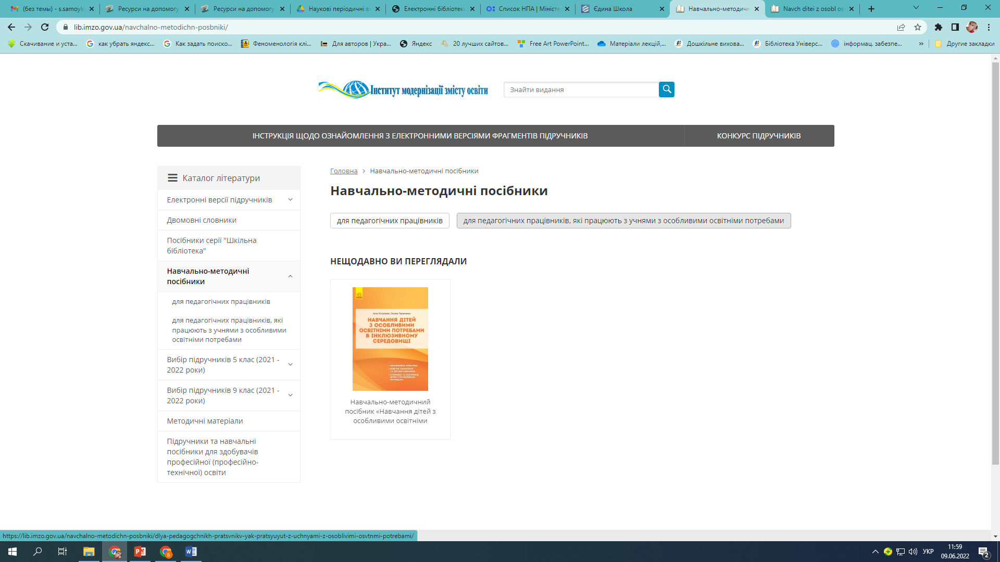 (без темы) - s.samoylo
Ресурси на допомогу
Ресурси на допомогу
Наукові періодичні в
Електронні бібліотек
Список НПА | Міністе
Єдина Школа
Навчально-методичн
Navch ditei z osobl os
lib.imzo.gov.ua/navchalno-metodichn-posbniki/
Скачивание и уста...
как убрать яндекс...
Как задать поиско...
Феноменологія клі...
Для авторов | Укра...
Яндекс
20 лучших сайтов...
Free Art PowerPoint...
Матеріали лекцій,...
Дошкільне вихова...
Бібліотека Універс...
інформац. забезпе...
»
Другие закладки
Інститут модернізації змісту освіти
Знайти видання
ІНСТРУКЦІЯ ЩОДО ОЗНАЙОМЛЕННЯ З ЕЛЕКТРОННИМИ ВЕРСІЯМИ ФРАГМЕНТІВ ПІДРУЧНИКІВ
КОНКУРС ПІДРУЧНИКІВ
Каталог літератури
Електронні версії підручників
Двомовні словники
Посібники серії "Шкільна
бібліотека"
Навчально-методичні
посібники
для педагогічних працівників
для педагогічних працівників, які
працюють з учнями з особливими
освітніми потребами
Вибір підручників 5 клас (2021 -
2022 роки)
Вибір підручників 9 клас (2021 -
2022 роки)
Методичні матеріали
Підручники та навчальні
посібники для здобувачів
професійної (професійно-
технічної) освіти
Головна > Навчально-методичні посібники
Навчально-методичні посібники
для педагогічних працівників
для педагогічних працівників, які працюють з учнями з особливими освітніми потребами
НЕЩОДАВНО ВИ ПЕРЕГЛЯДАЛИ
НАВЧАННЯ ДІТЕЙ
З ОСОБЛИВИМИ
ОСВІТНІМИ ПОТРЕБАМИ
В ІНКЛЮЗИВНОМУ
СЕРЕДОВИЩІ
Навчально-методичний
посібник «Навчання дітей з
особливими освітніми
https://lib.imzo.gov.ua/navchalno-metodichn-posbniki/dlya-pedagogchnikh-pratsvnikv-yak-pratsyuyut-z-uchnyami-z-osoblivimi-osvtnmi-potrebami/
УКР
11:59
09.06.2022
2